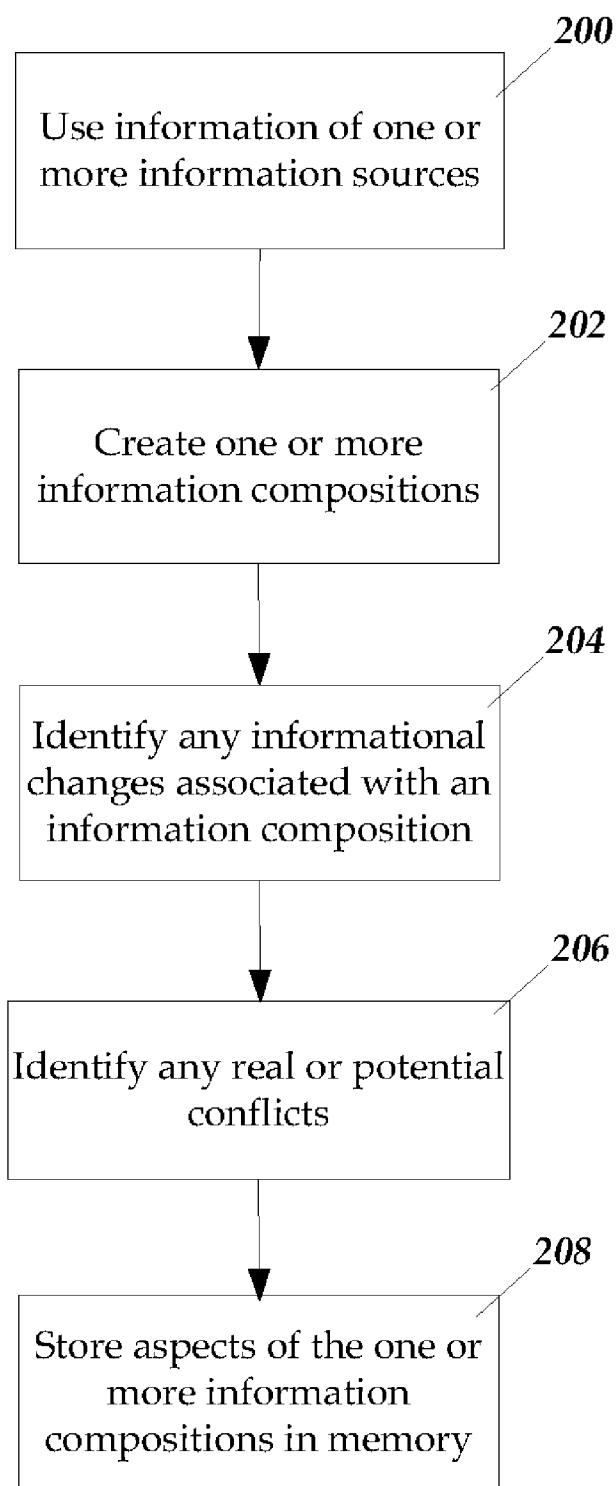 200
Use information of one or
more information sources
202
Create one or more
information compositions
204
Identify any informational
changes associated with an
information composition
206
Identify any real or potential
conflicts
208
Store aspects of the one or
more information
compositions in memory